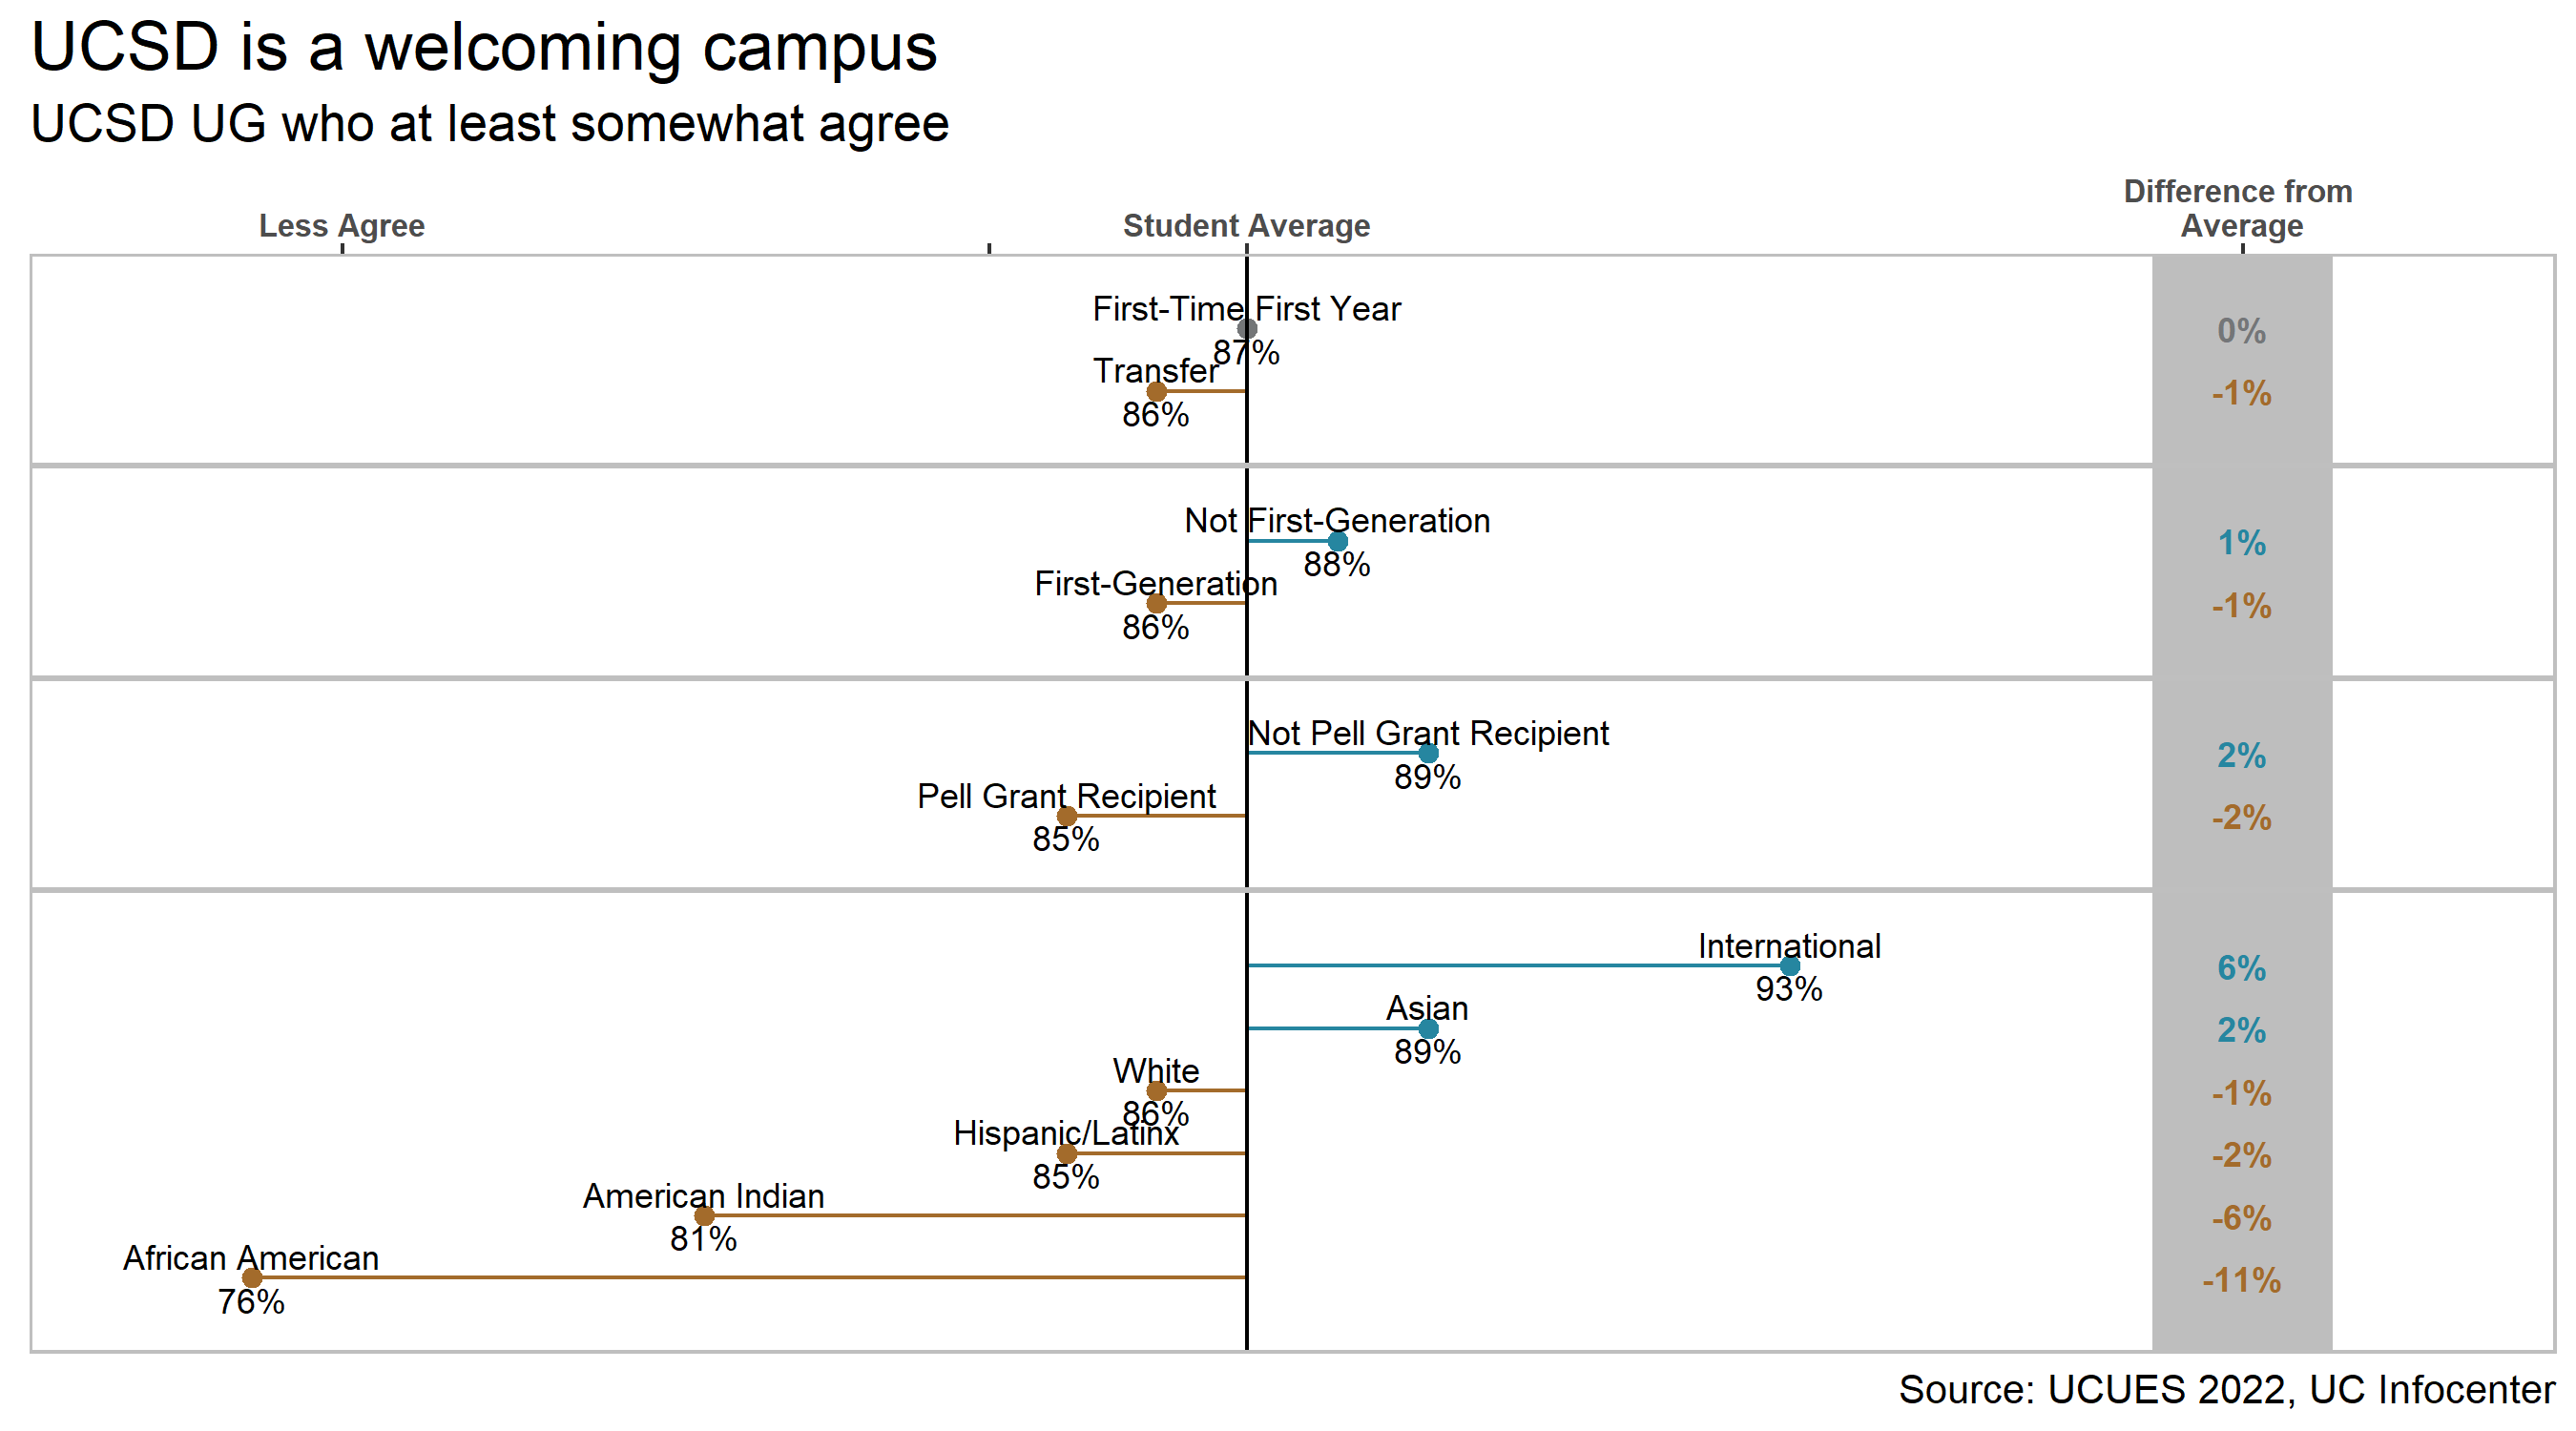 UCSD is a welcoming campus
UCSD UG who at least somewhat agree
Less Agree
Student Average
Difference from
Average
First-Time First Year
87%
0%
Transfer
86%
-1%
Not First-Generation
88%
1%
First-Generation
86%
-1%
Not Pell Grant Recipient
89%
2%
Pell Grant Recipient
85%
-2%
International
93%
6%
Asian
89%
2%
White
86%
-1%
Hispanic/Latinx
85%
-2%
American Indian
81%
-6%
African American
76%
-11%
Source: UCUES 2022, UC Infocenter